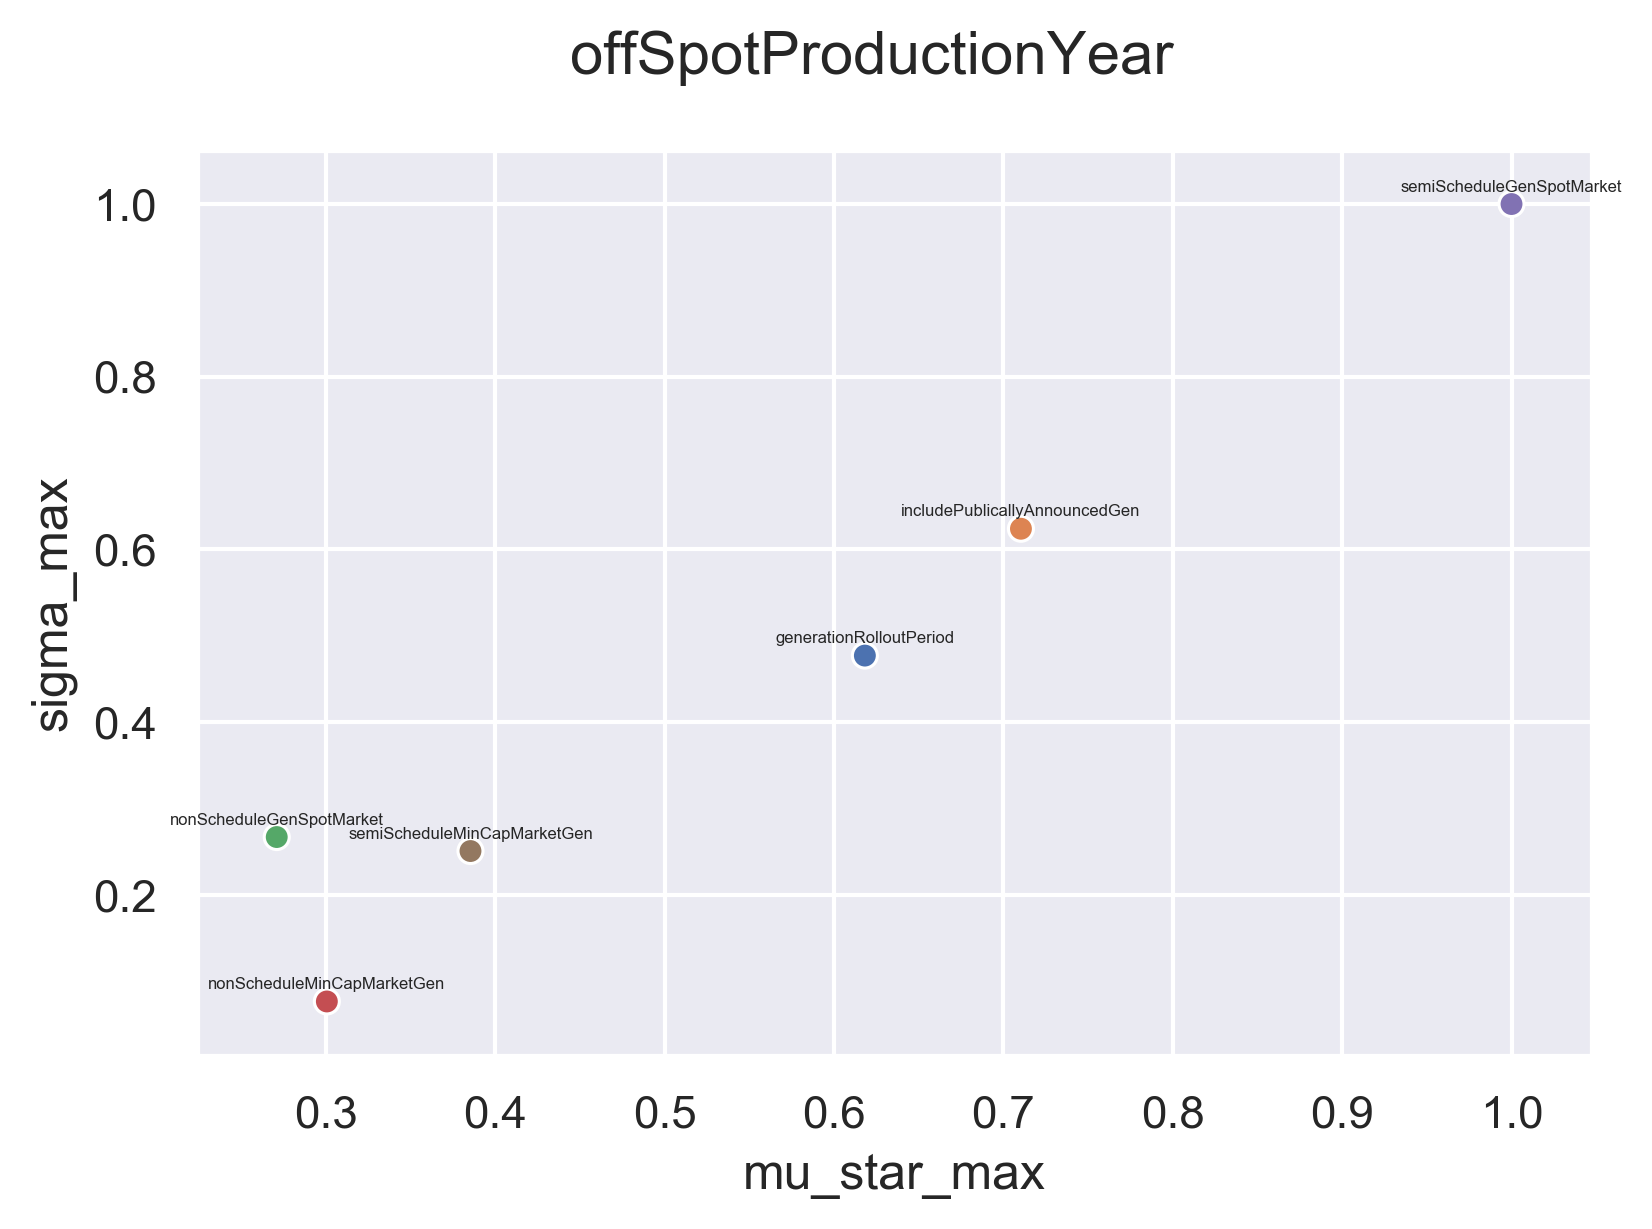 offSpotProductionYear
1.0
0.8
0.6
0.4
0.2
sigma_max
semiScheduleGenSpotMarket
includePublicallyAnnouncedGen
generationRolloutPeriod
nonScheduleGenSpotMarket
semiScheduleMinCapMarketGen
nonScheduleMinCapMarketGen
0.3 0.4 0.5 0.6 0.7 0.8 0.9 1.0
mu_star_max